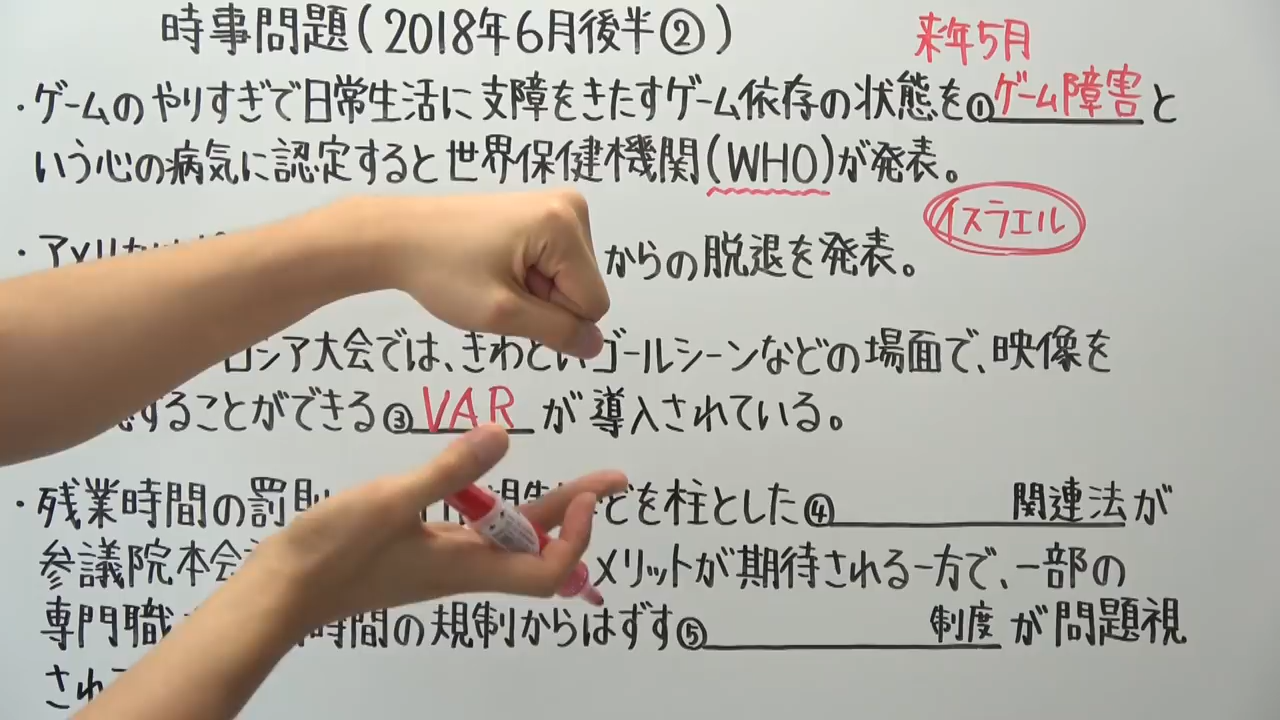 時事問題(2018年6月後半②)
来年5月
・ゲームのやりすぎで日常生活に支障をきたすゲーム依存の状態を①ゲーム障害と
いう心の病気に認定すると世界保健機関(WHO)が発表。
イスラエル
・アメリカ からの脱退を発表。
ロシア大会では、きわどいゴールシーンなどの場面で、映像を
することができる③VARが導入されている。
・残業時間の罰則 どを柱とした④ 関連法が
参議院本会 メリットが期待される一方で、一部の
専門職 時間の規制からはずす⑤ 制度が問題視
され